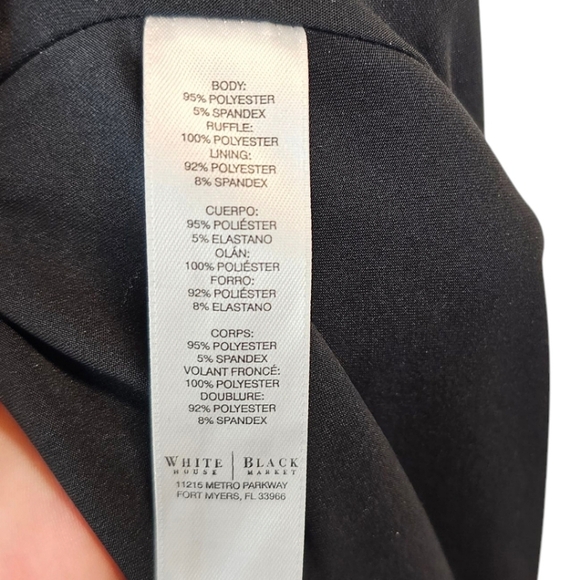 BODY:
95% POLYESTER
5% SPANDEX
RUFFLE:
100% POLYESTER
LINING:
92% POLYESTER
8% SPANDEX
CUERPO:
95% POLIÉSTER
5% ELASTANO
OLÁN:
100% POLIÉSTER
FORRO:
92% POLIÉSTER
8% ELASTANO
CORPS:
95% POLYESTER
5% SPANDEX
VOLANT FRONCÉ:
100% POLYESTER
DOUBLURE:
92% POLYESTER
8% SPANDEX
WHITE | BLACK
HOUSE | MARKET
11215 METRO PARKWAY
FORT MYERS, FL 33966